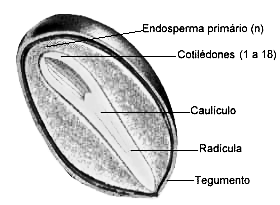 Endosperma primário (n)
Cotilédones (1 a 18)
Caulículo
Radícula
Tegumento